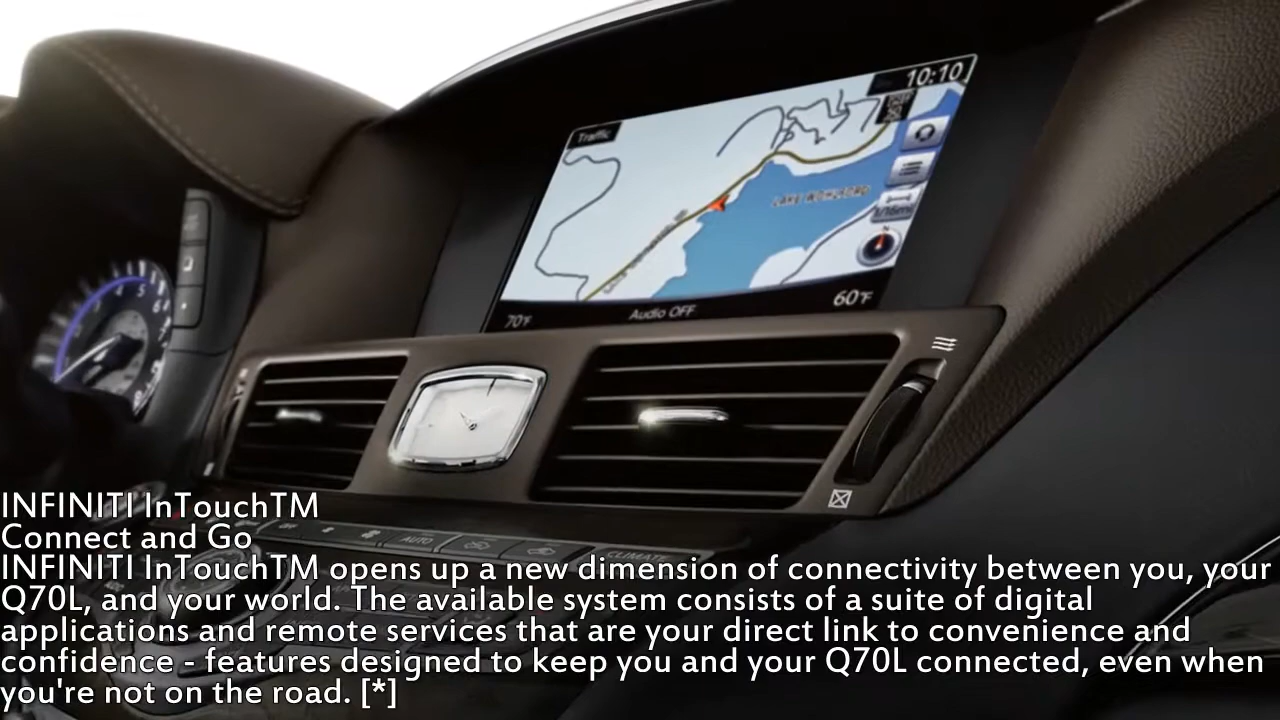 10:10
Traffic
LAKE WOHLFORD
1/16mi
70°F
Audio OFF
60°F
AUTO
CLIMATE
INFINITI InTouchTM
Connect and Go
INFINITI InTouchTM opens up a new dimension of connectivity between you, your
Q70L, and your world. The available system consists of a suite of digital
applications and remote services that are your direct link to convenience and
confidence - features designed to keep you and your Q70L connected, even when
you're not on the road. [*]